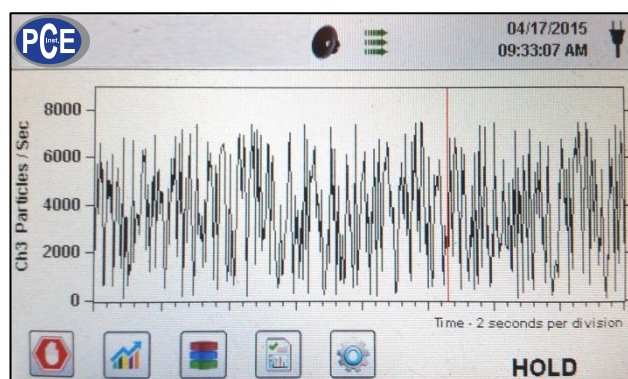 PCE
Inst.
04/17/2015
09:33:07 AM
Ch3 Particles / Sec
8000
6000
4000
2000
0
Time - 2 seconds per division
HOLD